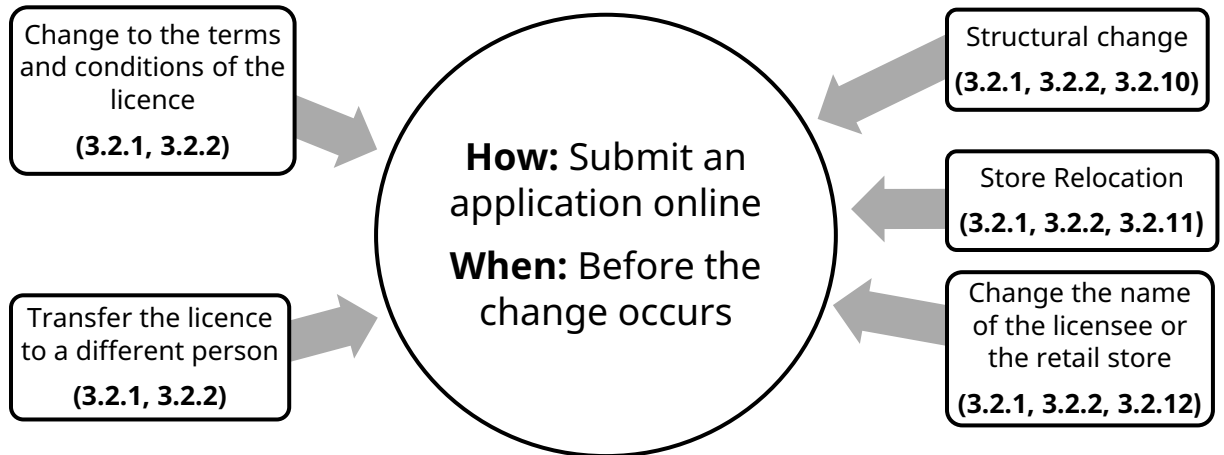 Change to the terms
and conditions of the
licence
(3.2.1, 3.2.2)
Transfer the licence
to a different person
(3.2.1, 3.2.2)
How: Submit an
application online
When: Before the
change occurs
Structural change
(3.2.1, 3.2.2, 3.2.10)
Store Relocation
(3.2.1, 3.2.2, 3.2.11)
Change the name
of the licensee or
the retail store
(3.2.1, 3.2.2, 3.2.12)